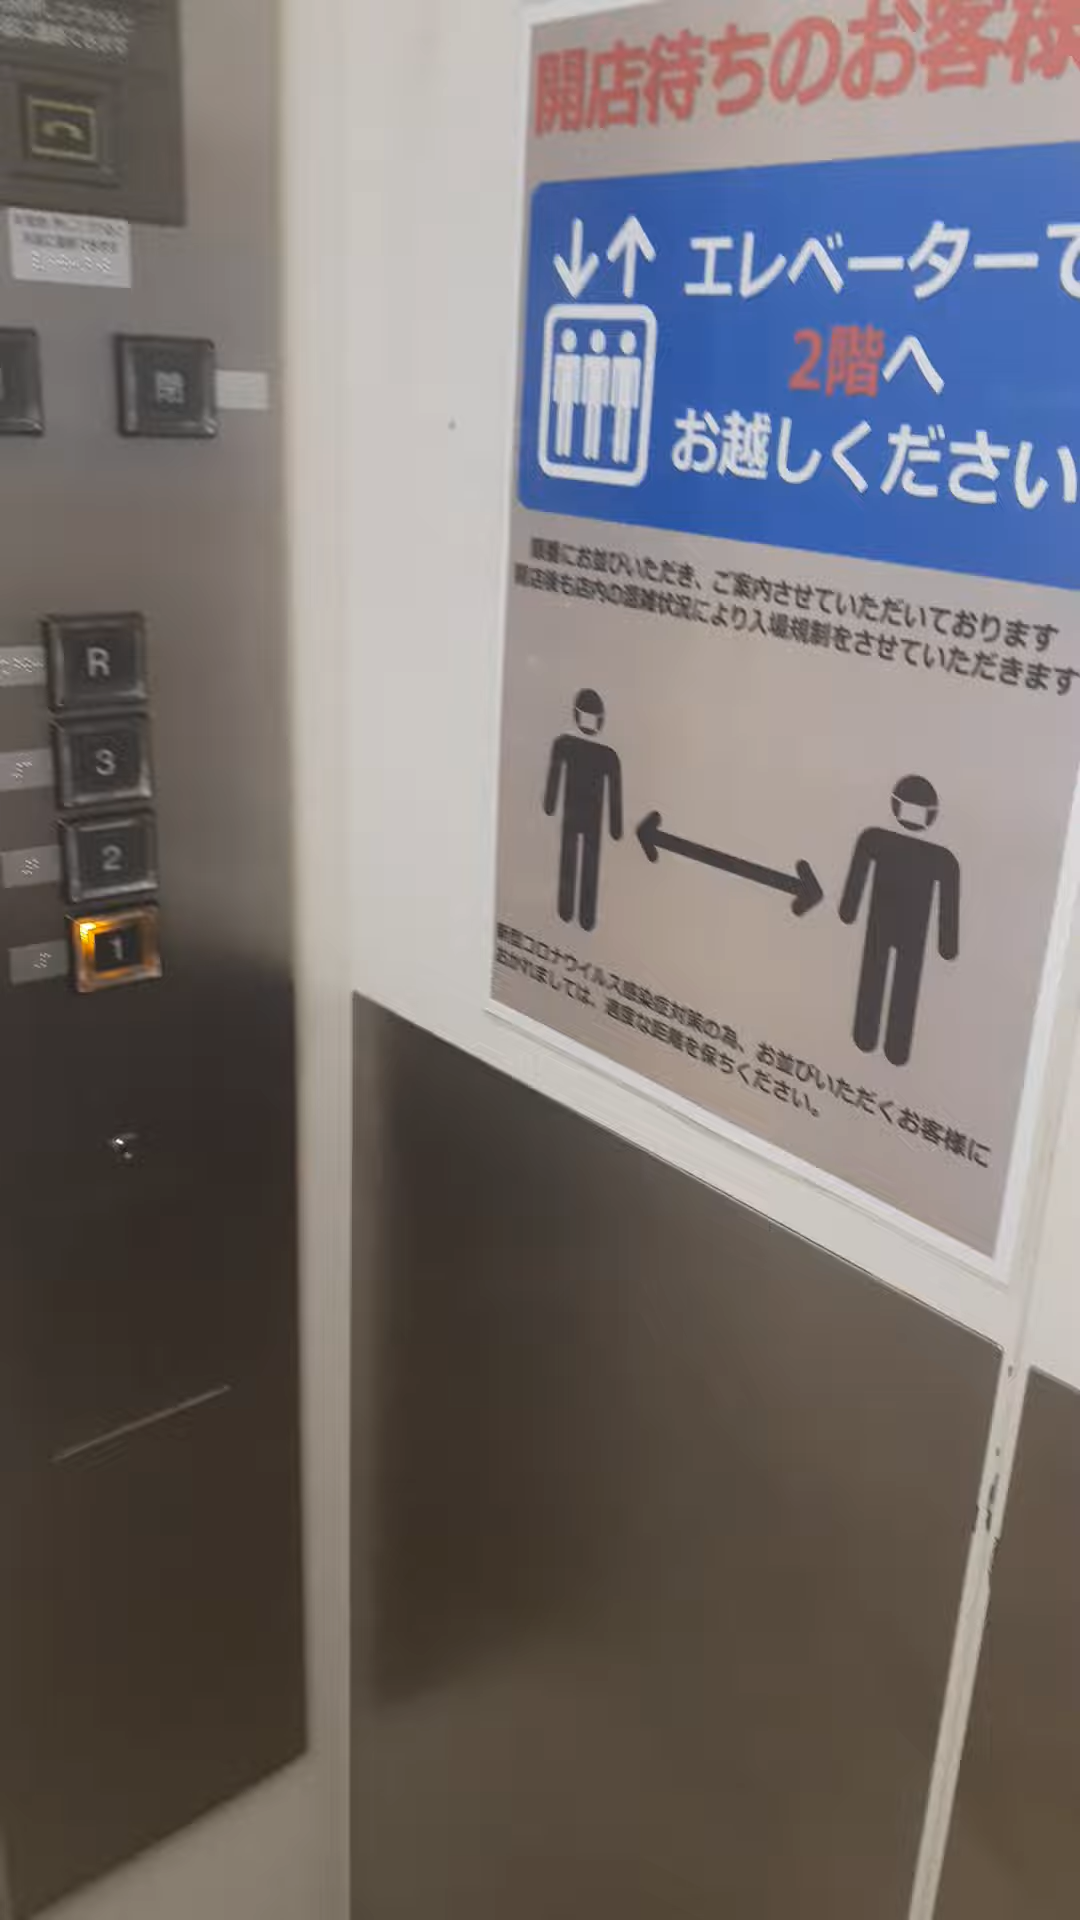 開店待ちのお客様
エレベーターで
2階へ
お越しください
順番にお並びいただき、ご案内させていただいております
開店後も店内の混雑状況により入場規制をさせていただきます
新型コロナウイルス感染症対策の為、お並びいただくお客様に
おかれましては、適度な距離を保ちください。
R
3
2
1